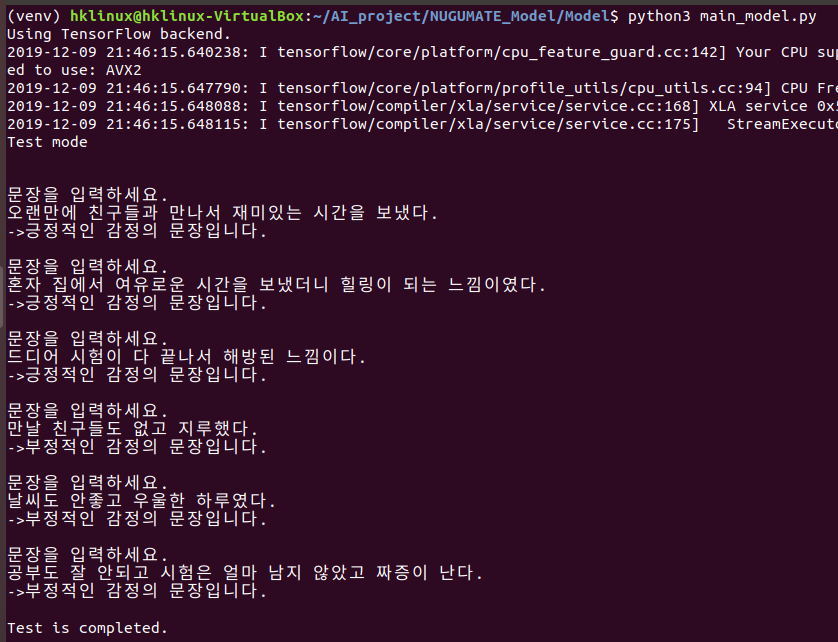 (venv) hklinux@hklinux-VirtualBox:~/AI_project/NUGUMATE_Model/Model$ python3 main_model.py
Using TensorFlow backend.
2019-12-09 21:46:15.640238: I tensorflow/core/platform/cpu_feature_guard.cc:142] Your CPU sup
ed to use: AVX2
2019-12-09 21:46:15.647790: I tensorflow/core/platform/profile_utils/cpu_utils.cc:94] CPU Fre
2019-12-09 21:46:15.648088: I tensorflow/compiler/xla/service/service.cc:168] XLA service 0x5
2019-12-09 21:46:15.648115: I tensorflow/compiler/xla/service/service.cc:175]   StreamExecuto
Test mode
문장을 입력하세요.
오랜만에 친구들과 만나서 재미있는 시간을 보냈다.
->긍정적인 감정의 문장입니다.
문장을 입력하세요.
혼자 집에서 여유로운 시간을 보냈더니 힐링이 되는 느낌이였다.
->긍정적인 감정의 문장입니다.
문장을 입력하세요.
드디어 시험이 다 끝나서 해방된 느낌이다.
->긍정적인 감정의 문장입니다.
문장을 입력하세요.
만날 친구들도 없고 지루했다.
->부정적인 감정의 문장입니다.
문장을 입력하세요.
날씨도 안좋고 우울한 하루였다.
->부정적인 감정의 문장입니다.
문장을 입력하세요.
공부도 잘 안되고 시험은 얼마 남지 않았고 짜증이 난다.
->부정적인 감정의 문장입니다.
Test is completed.